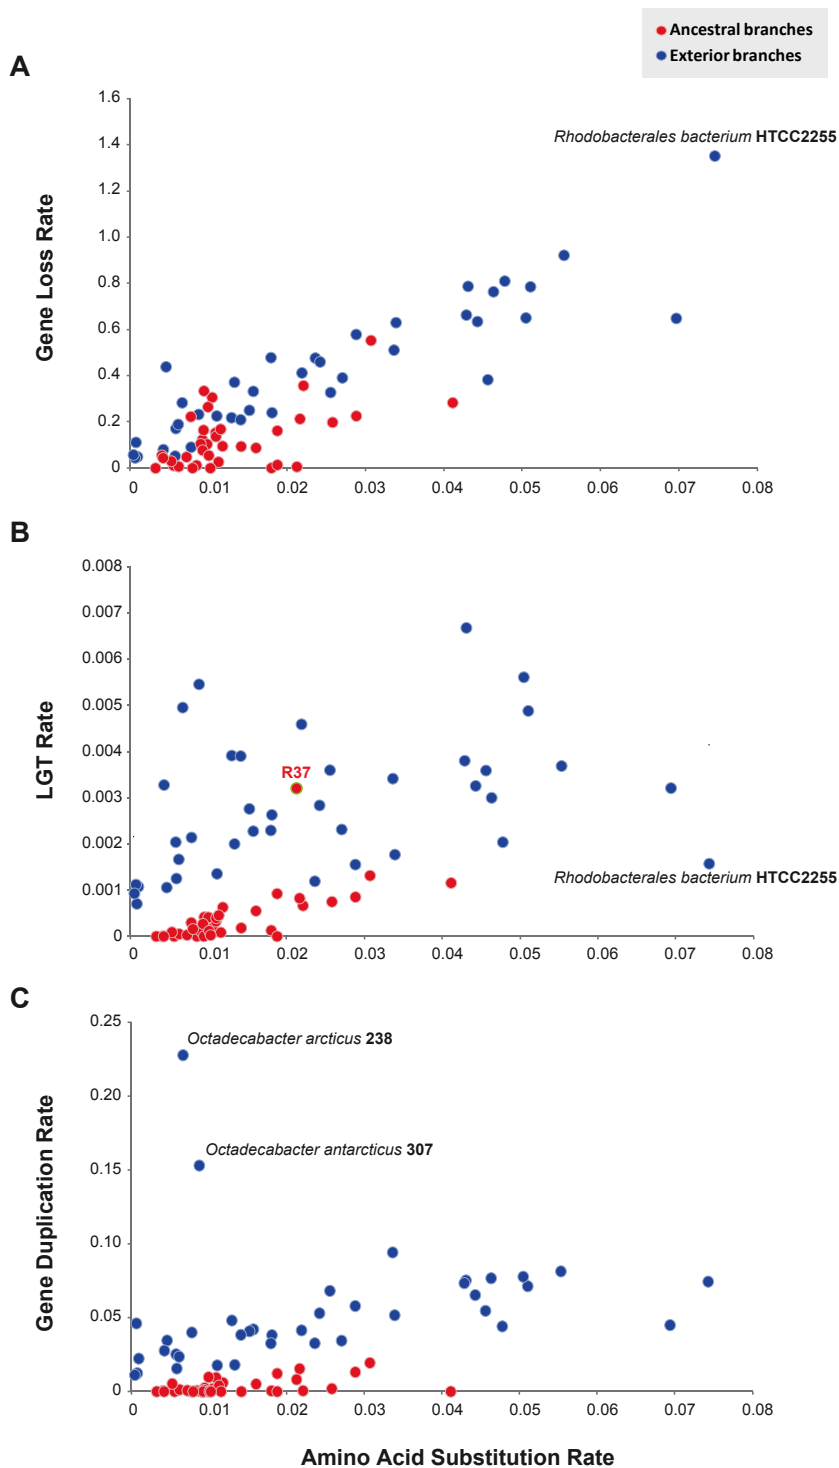 Ancestral branches
Exterior branches
A
1.6
1.4
1.2
1.0
0.8
0.6
0.4
0.2
0
Gene Loss Rate
Rhodobacterales bacterium HTCC2255
0 0.01 0.02 0.03 0.04 0.05 0.06 0.07 0.08
B
0.008
0.007
0.006
0.005
0.004
0.003
0.002
0.001
0
LGT Rate
R37
Rhodobacterales bacterium HTCC2255
0 0.01 0.02 0.03 0.04 0.05 0.06 0.07 0.08
C
0.25
0.20
0.15
0.10
0.05
0
Gene Duplication Rate
Octadecabacter arcticus 238
Octadecabacter antarcticus 307
0 0.01 0.02 0.03 0.04 0.05 0.06 0.07 0.08
Amino Acid Substitution Rate